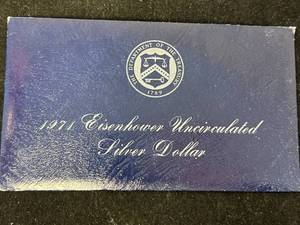 THE DEPARTMENT OF THE TREASURY
1789
1971 Eisenhower Uncirculated
Silver Dollar